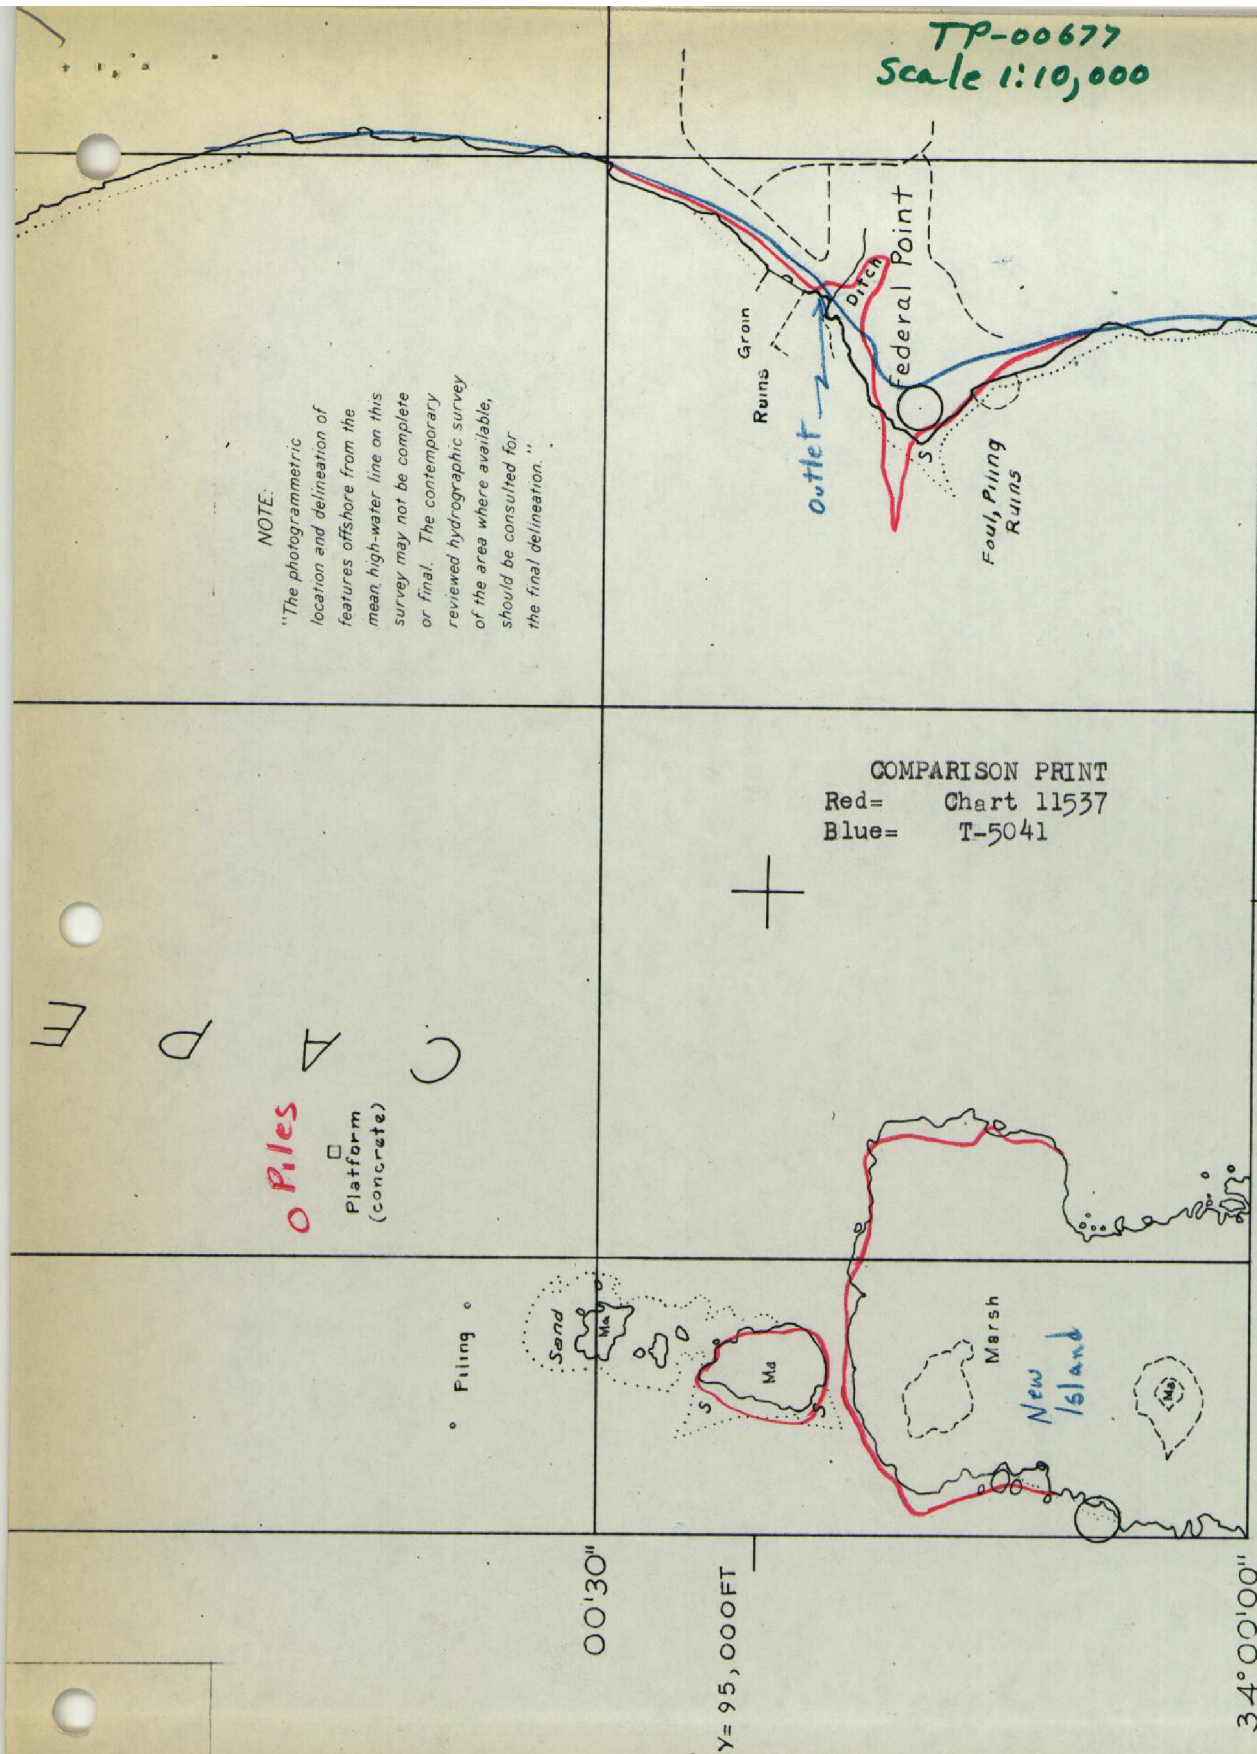 TP-00677
Scale 1:10,000
NOTE:
"The photogrammetric
location and delineation of
features offshore from the
mean high-water line on this
survey may not be complete
or final. The contemporary
reviewed hydrographic survey
of the area where available,
should be consulted for
the final delineation."
Groin
Ruins
Outlet
Ditch
Federal Point
S
Foul, Piling
Ruins
COMPARISON PRINT
Red= Chart 11537
Blue= T-5041
C A P E
Piles
Platform
(concrete)
Piling
Sand
Ma
Ma
S
S
Marsh
New
Island
Ma
00'30"
Y=95,000FT
34°00'00"